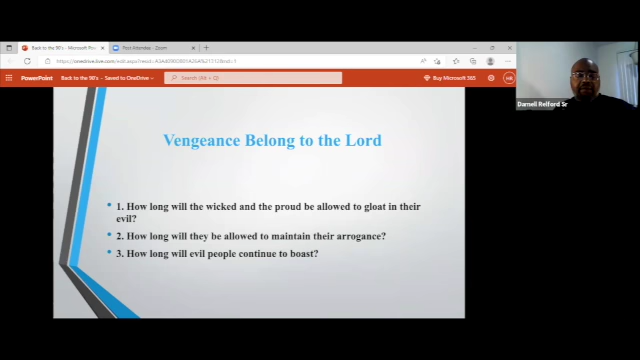 Back to the 90's - Microsoft Pow
Post Attendee - Zoom
PowerPoint
Back to the 90's - Saved to OneDrive
Search (Alt + Q)
Buy Microsoft 365
HR
Darnell Relford Sr
Vengeance Belong to the Lord
1. How long will the wicked and the proud be allowed to gloat in their
evil?
2. How long will they be allowed to maintain their arrogance?
3. How long will evil people continue to boast?